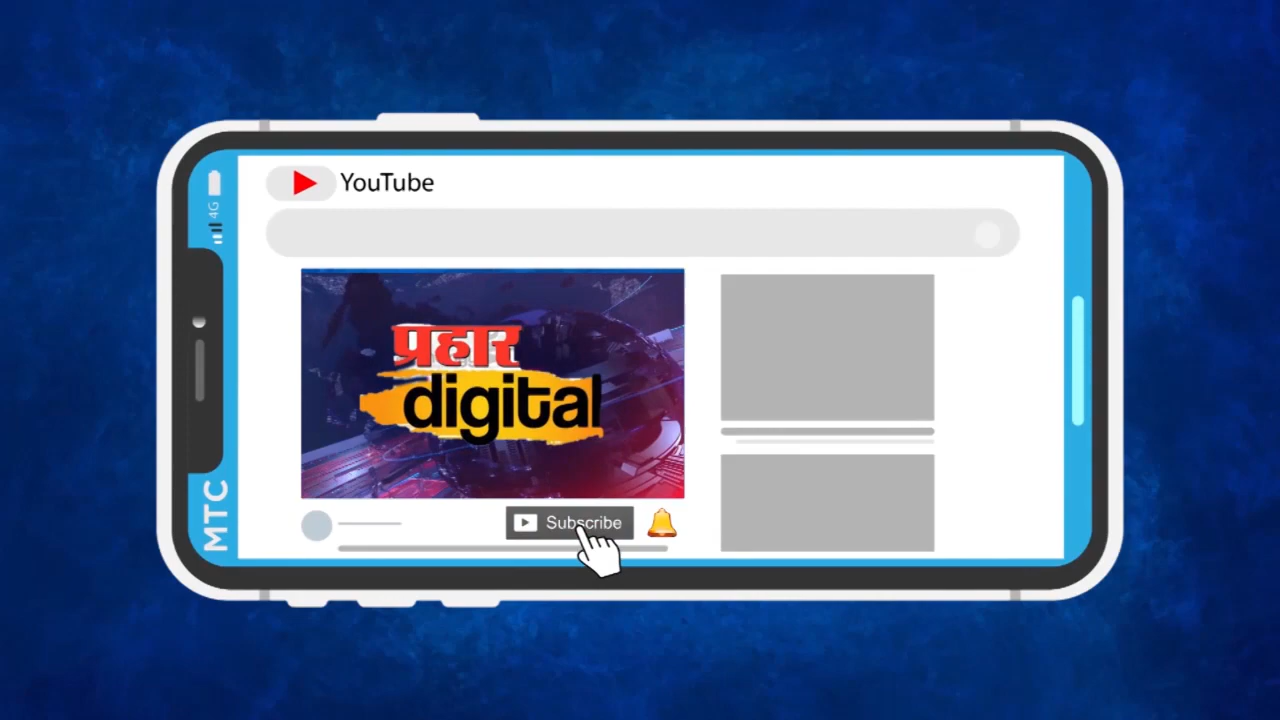 4G
MTC
YouTube
प्रहार
digital
Subscribe